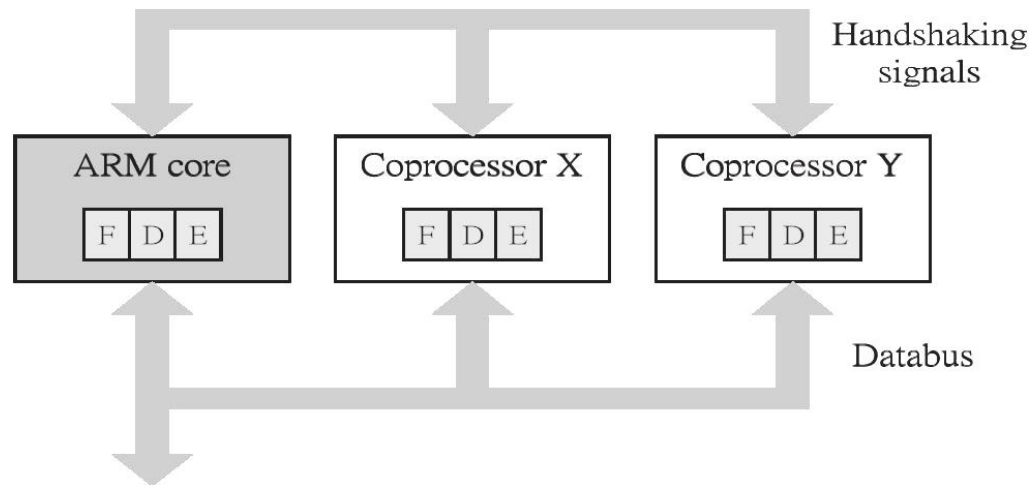 Handshaking
signals
ARM core
F D E
Coprocessor X
F D E
Coprocessor Y
F D E
Databus